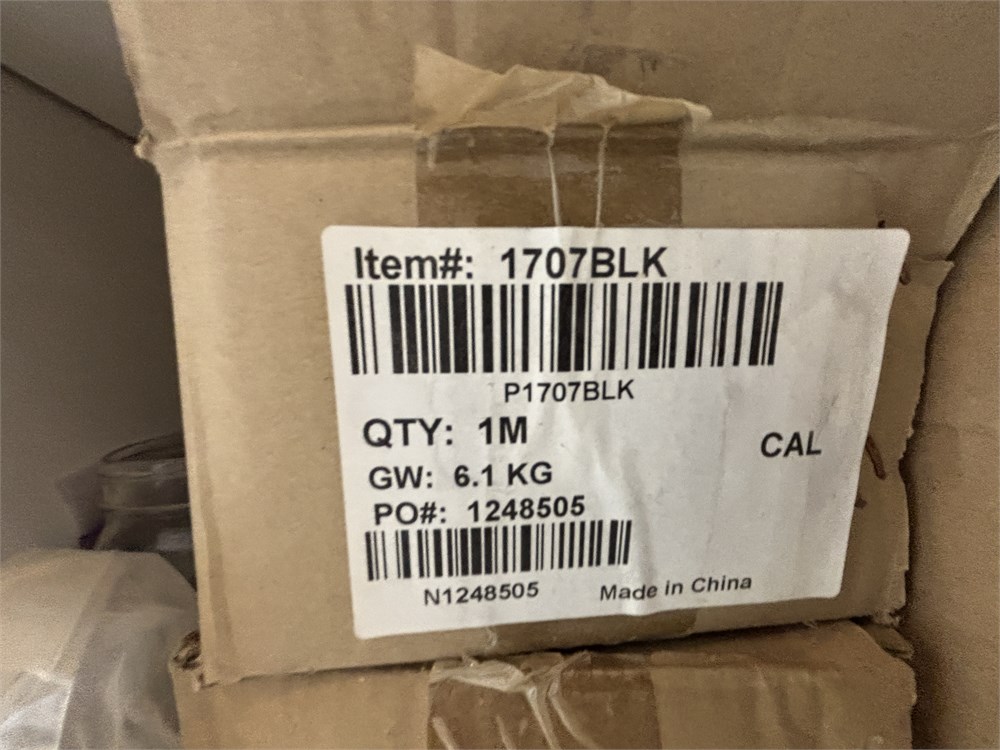 Item#: 1707BLK
P1707BLK
QTY: 1M
CAL
GW: 6.1 KG
PO#: 1248505
N1248505
Made in China